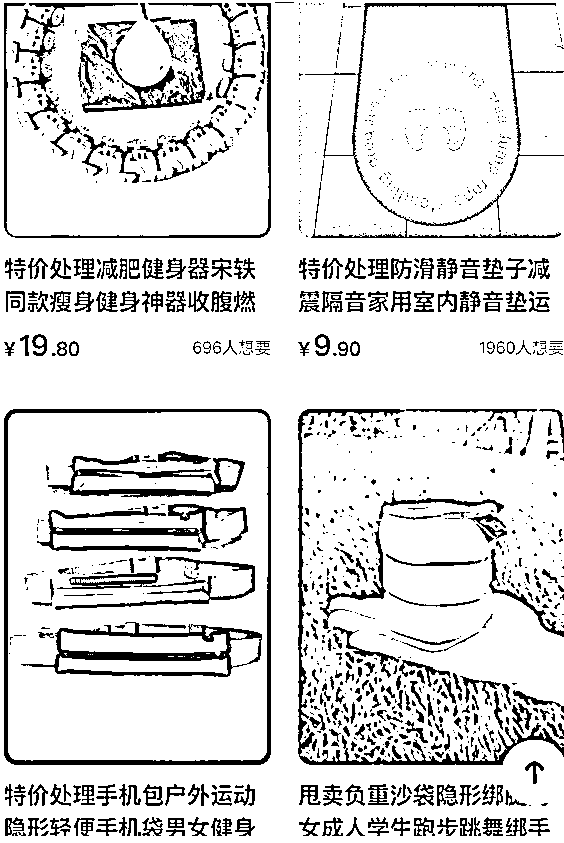 特价处理减肥健身器宋轶
同款瘦身健身神器收腹燃
¥19.80
696人想要
特价处理防滑静音垫子减
震隔音家用室内静音垫运
¥9.90
1960人想要
特价处理手机包户外运动
隐形轻便手机袋男女健身
甩卖负重沙袋隐形绑
女成人学生跑步跳舞绑手